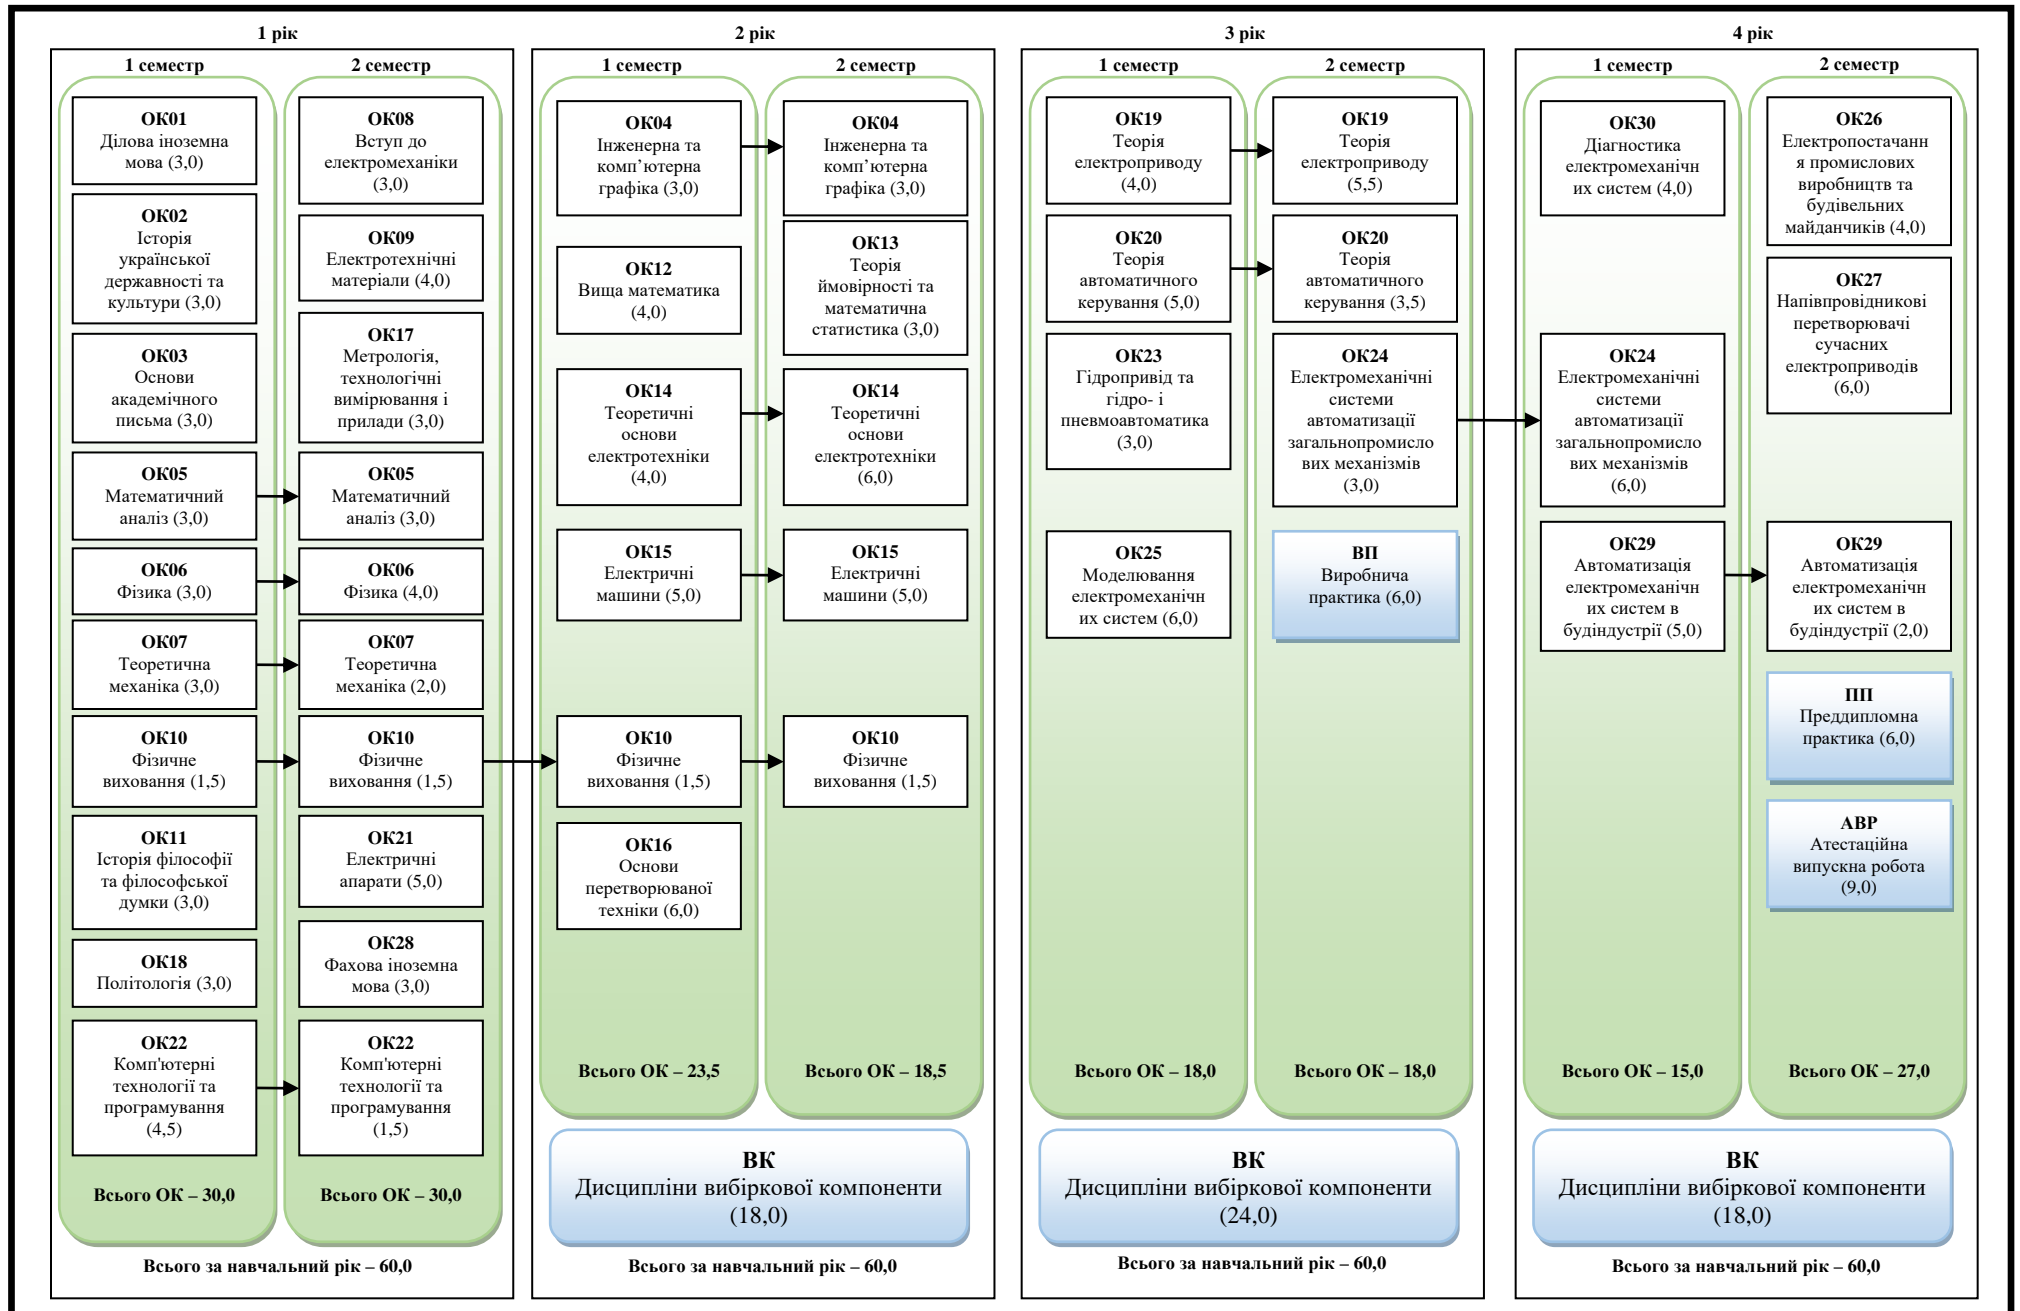 1 рік
1 семестр
ОК01
Ділова іноземна
мова (3,0)
ОК02
Історія
української
державності та
культури (3,0)
ОК03
Основи
академічного
письма (3,0)
ОК05
Математичний
аналіз (3,0)
ОК06
Фізика (3,0)
ОК07
Теоретична
механіка (3,0)
ОК10
Фізичне
виховання (1,5)
ОК11
Історія філософії
та філософської
думки (3,0)
ОК18
Політологія (3,0)
ОК22
Комп'ютерні
технології та
програмування
(4,5)
Всього ОК – 30,0
2 семестр
ОК08
Вступ до
електромеханіки
(3,0)
ОК09
Електротехнічні
матеріали (4,0)
ОК17
Метрологія,
технологічні
вимірювання і
прилади (3,0)
ОК05
Математичний
аналіз (3,0)
ОК06
Фізика (4,0)
ОК07
Теоретична
механіка (2,0)
ОК10
Фізичне
виховання (1,5)
ОК21
Електричні
апарати (5,0)
ОК28
Фахова іноземна
мова (3,0)
ОК22
Комп'ютерні
технології та
програмування
(1,5)
Всього ОК – 30,0
Всього за навчальний рік – 60,0
2 рік
1 семестр
ОК04
Інженерна та
комп’ютерна
графіка (3,0)
ОК12
Вища математика
(4,0)
ОК14
Теоретичні
основи
електротехніки
(4,0)
ОК15
Електричні
машини (5,0)
ОК10
Фізичне
виховання (1,5)
ОК16
Основи
перетворюваної
техніки (6,0)
Всього ОК – 23,5
2 семестр
ОК04
Інженерна та
комп’ютерна
графіка (3,0)
ОК13
Теорія
ймовірності та
математична
статистика (3,0)
ОК14
Теоретичні
основи
електротехніки
(6,0)
ОК15
Електричні
машини (5,0)
ОК10
Фізичне
виховання (1,5)
Всього ОК – 18,5
ВК
Дисципліни вибіркової компоненти
(18,0)
Всього за навчальний рік – 60,0
3 рік
1 семестр
ОК19
Теорія
електроприводу
(4,0)
ОК20
Теорія
автоматичного
керування (5,0)
ОК23
Гідропривід та
гідро- і
пневмоавтоматика
(3,0)
ОК25
Моделювання
електромеханічн
их систем (6,0)
Всього ОК – 18,0
2 семестр
ОК19
Теорія
електроприводу
(5,5)
ОК20
Теорія
автоматичного
керування (3,5)
ОК24
Електромеханічні
системи
автоматизації
загальнопромисло
вих механізмів
(3,0)
ВП
Виробнича
практика (6,0)
Всього ОК – 18,0
ВК
Дисципліни вибіркової компоненти
(24,0)
Всього за навчальний рік – 60,0
4 рік
1 семестр
ОК30
Діагностика
електромеханічн
их систем (4,0)
ОК24
Електромеханічні
системи
автоматизації
загальнопромисло
вих механізмів
(6,0)
ОК29
Автоматизація
електромеханічн
их систем в
будіндустрії (5,0)
Всього ОК – 15,0
2 семестр
ОК26
Електропостачанн
я промислових
виробництв та
будівельних
майданчиків (4,0)
ОК27
Напівпровідникові
перетворювачі
сучасних
електроприводів
(6,0)
ОК29
Автоматизація
електромеханічн
их систем в
будіндустрії (2,0)
ПП
Преддипломна
практика (6,0)
АВР
Атестаційна
випускна робота
(9,0)
Всього ОК – 27,0
ВК
Дисципліни вибіркової компоненти
(18,0)
Всього за навчальний рік – 60,0